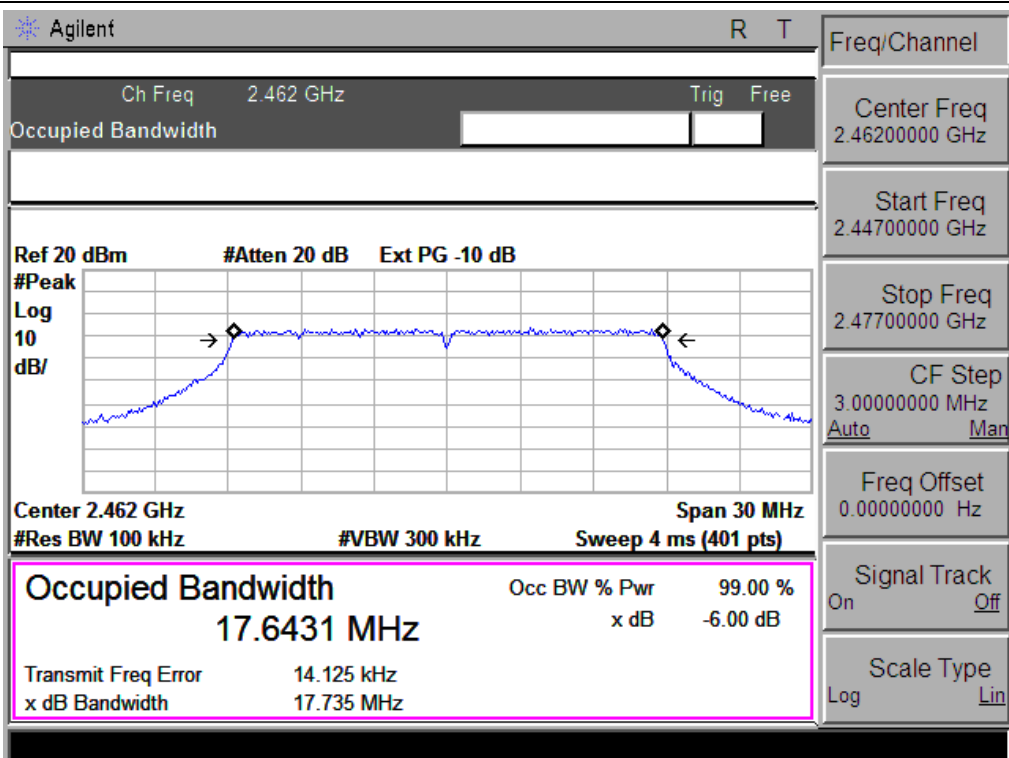 Agilent R T
Ch Freq 2.462 GHz Trig Free
Occupied Bandwidth
Ref 20 dBm #Atten 20 dB Ext PG -10 dB
#Peak
Log
10
dB/
Center 2.462 GHz Span 30 MHz
#Res BW 100 kHz #VBW 300 kHz Sweep 4 ms (401 pts)
Occupied Bandwidth Occ BW % Pwr 99.00 %
17.6431 MHz x dB -6.00 dB
Transmit Freq Error 14.125 kHz
x dB Bandwidth 17.735 MHz
Freq/Channel
Center Freq
2.46200000 GHz
Start Freq
2.44700000 GHz
Stop Freq
2.47700000 GHz
CF Step
3.00000000 MHz
Auto Man
Freq Offset
0.00000000 Hz
Signal Track
On Off
Scale Type
Log Lin